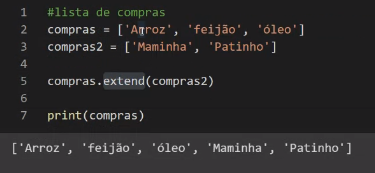 1 #lista de compras
2 compras = ['Arroz', 'feijão', 'óleo']
3 compras2 = ['Maminha', 'Patinho']
4
5 compras.extend(compras2)
6
7 print(compras)
['Arroz', 'feijão', 'óleo', 'Maminha', 'Patinho']